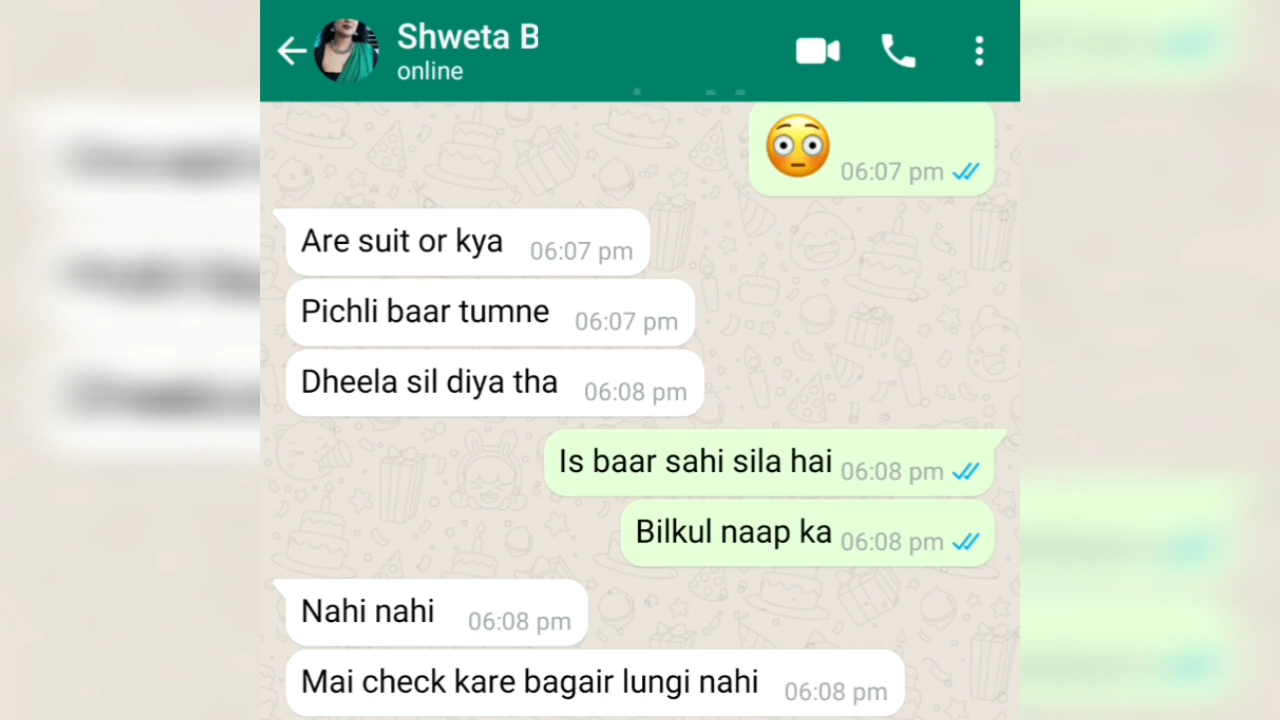 Shweta B
online
😳 06:07 pm
Are suit or kya 06:07 pm
Pichli baar tumne 06:07 pm
Dheela sil diya tha 06:08 pm
Is baar sahi sila hai 06:08 pm
Bilkul naap ka 06:08 pm
Nahi nahi 06:08 pm
Mai check kare bagair lungi nahi 06:08 pm